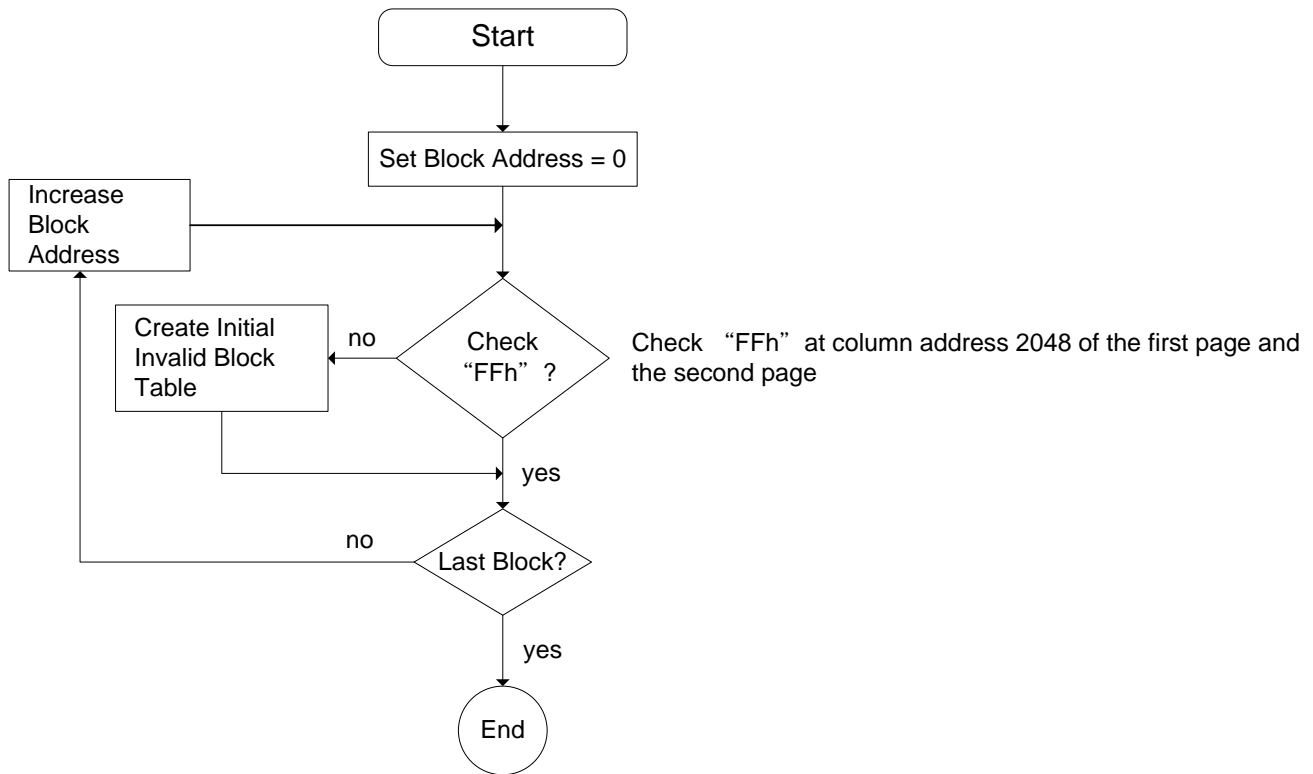 Start
Set Block Address = 0
Increase
Block
Address
Create Initial
Invalid Block
Table
no
Check
“FFh” ?
Check “FFh” at column address 2048 of the first page and
the second page
yes
no
Last Block?
yes
End